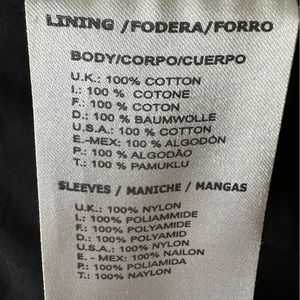 LINING /FODERA/FORRO
BODY/CORPO/CUERPO
U.K.: 100% COTTON
I.: 100 % COTONE
F.: 100 % COTON
D.: 100 % BAUMWOLLE
U.S.A.: 100 % COTTON
E.-MEX: 100 % ALGODÓN
P.: 100 % ALGODÃO
T.: 100 % PAMUKLU
SLEEVES / MANICHE / MANGAS
U.K.: 100% NYLON
I.: 100% POLIAMMIDE
F.: 100% POLYAMIDE
D.: 100% POLYAMID
U.S.A.: 100% NYLON
E. - MEX: 100% NAILON
P.: 100% POLIAMIDA
T.: 100% NAYLON